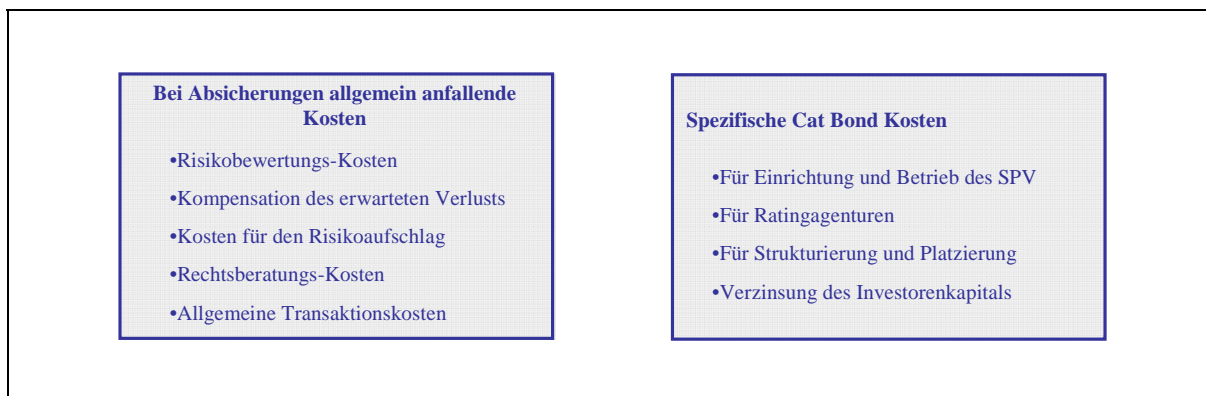 Bei Absicherungen allgemein anfallende
Kosten
•Risikobewertungs-Kosten
•Kompensation des erwarteten Verlusts
•Kosten für den Risikoaufschlag
•Rechtsberatungs-Kosten
•Allgemeine Transaktionskosten
Spezifische Cat Bond Kosten
•Für Einrichtung und Betrieb des SPV
•Für Ratingagenturen
•Für Strukturierung und Platzierung
•Verzinsung des Investorenkapitals